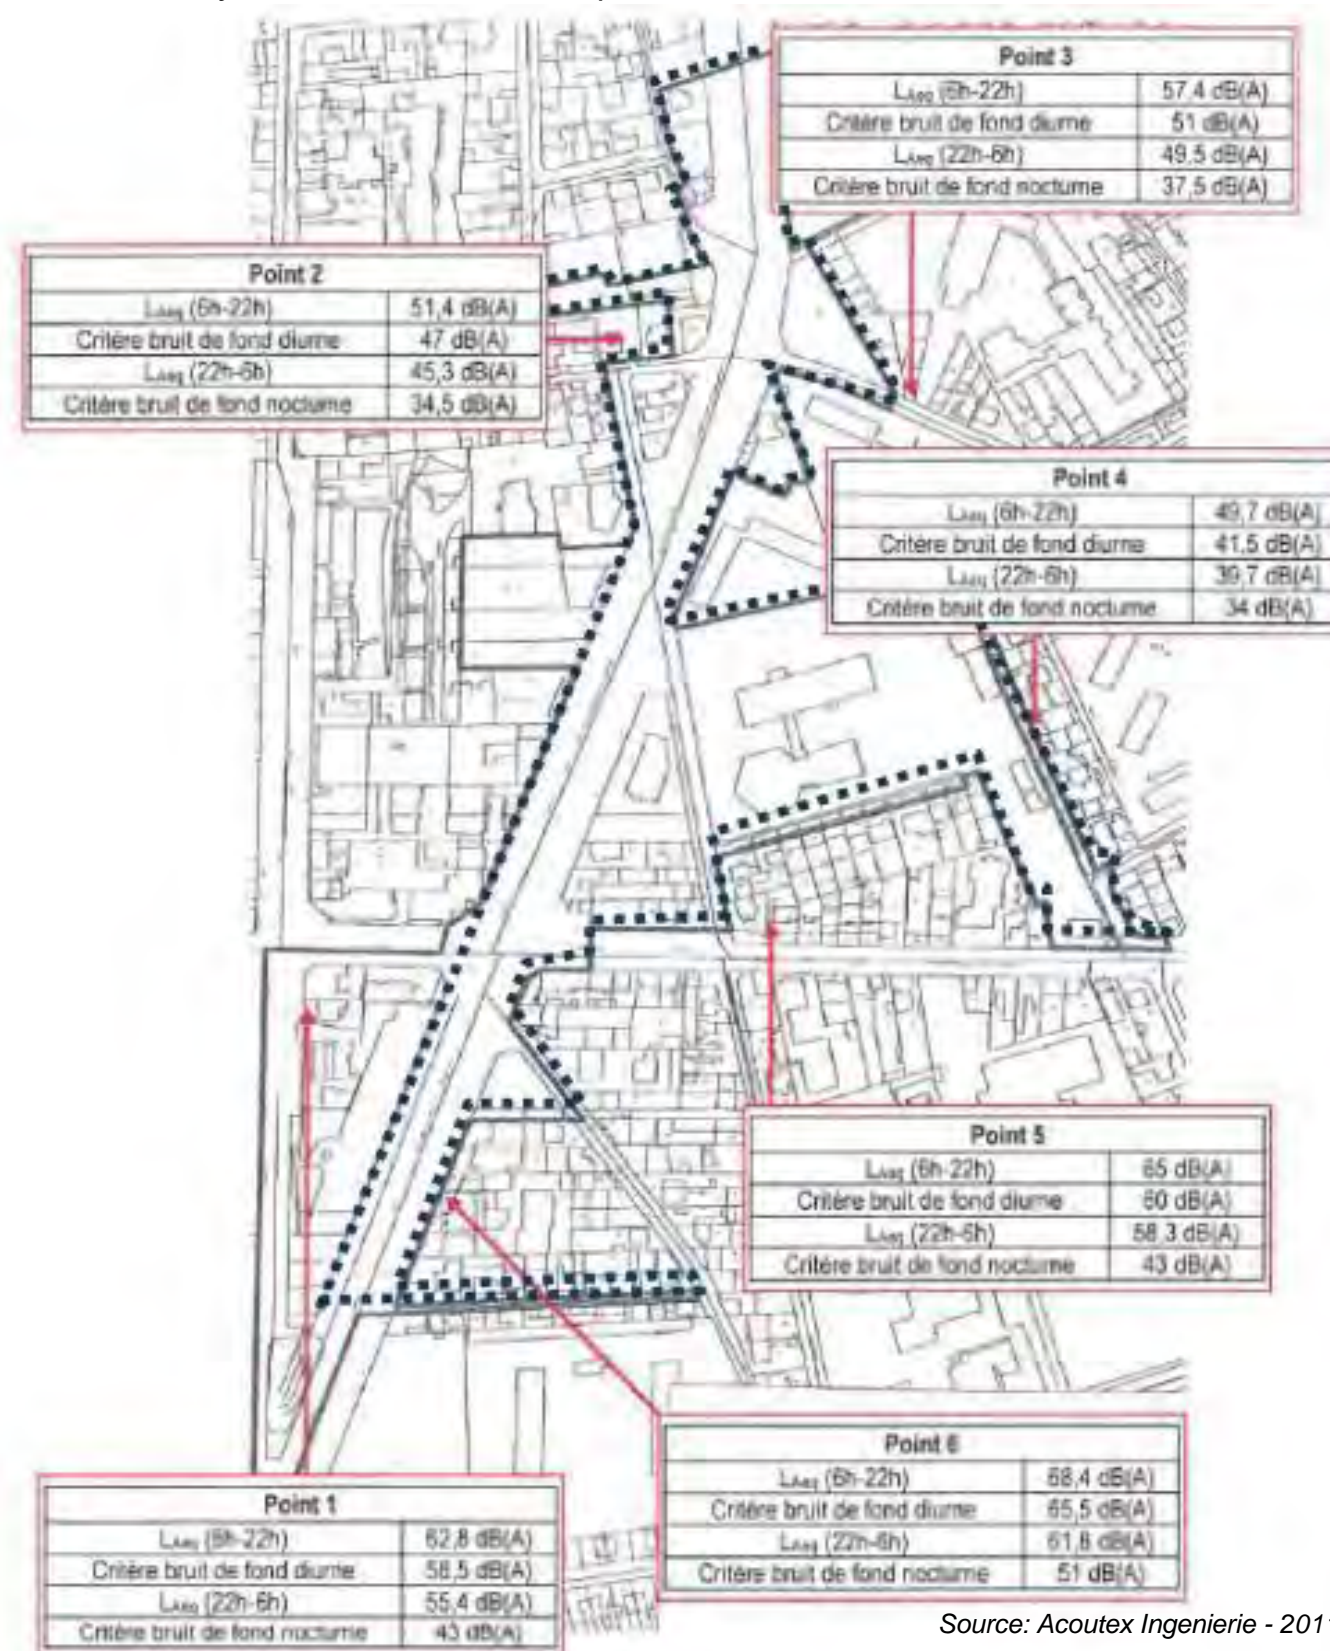 Point 3
LAeq (6h-22h) 57,4 dB(A)
Critère bruit de fond diurne 51 dB(A)
LAeq (22h-6h) 49,5 dB(A)
Critère bruit de fond nocturne 37,5 dB(A)
Point 2
LAeq (6h-22h) 51,4 dB(A)
Critère bruit de fond diurne 47 dB(A)
LAeq (22h-6h) 45,3 dB(A)
Critère bruit de fond nocturne 34,5 dB(A)
Point 4
LAeq (6h-22h) 49,7 dB(A)
Critère bruit de fond diurne 41,5 dB(A)
LAeq (22h-6h) 39,7 dB(A)
Critère bruit de fond nocturne 34 dB(A)
Point 5
LAeq (6h-22h) 65 dB(A)
Critère bruit de fond diurne 60 dB(A)
LAeq (22h-6h) 58,3 dB(A)
Critère bruit de fond nocturne 43 dB(A)
Point 6
LAeq (6h-22h) 68,4 dB(A)
Critère bruit de fond diurne 65,5 dB(A)
LAeq (22h-6h) 61,8 dB(A)
Critère bruit de fond nocturne 51 dB(A)
Point 1
LAeq (6h-22h) 62,8 dB(A)
Critère bruit de fond diurne 58,5 dB(A)
LAeq (22h-6h) 55,4 dB(A)
Critère bruit de fond nocturne 43 dB(A)
Source: Acoutex Ingenierie - 201